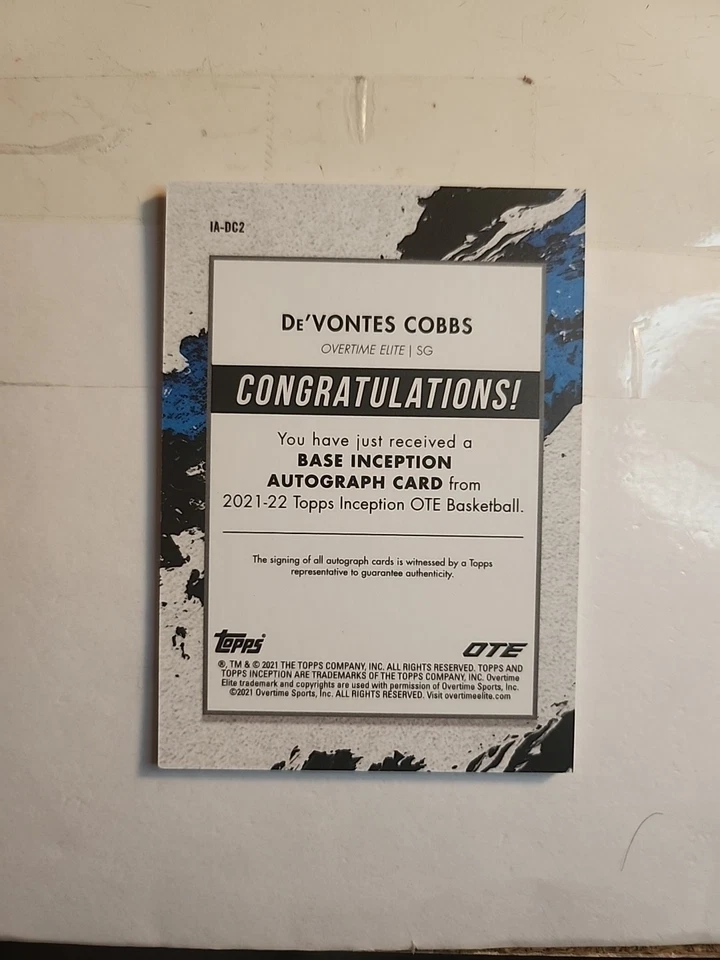 IA-DC2
De'VONTES COBBS
OVERTIME ELITE | SG
CONGRATULATIONS!
You have just received a
BASE INCEPTION
AUTOGRAPH CARD from
2021-22 Topps Inception OTE Basketball.
The signing of all autograph cards is witnessed by a Topps
representative to guarantee authenticity.
topps®
OTE
®, TM & © 2021 THE TOPPS COMPANY, INC. ALL RIGHTS RESERVED. TOPPS AND
TOPPS INCEPTION ARE TRADEMARKS OF THE TOPPS COMPANY, INC. Overtime
Elite trademark and copyrights are used with permission of Overtime Sports, Inc.
©2021 Overtime Sports, Inc. ALL RIGHTS RESERVED. Visit overtimeelite.com